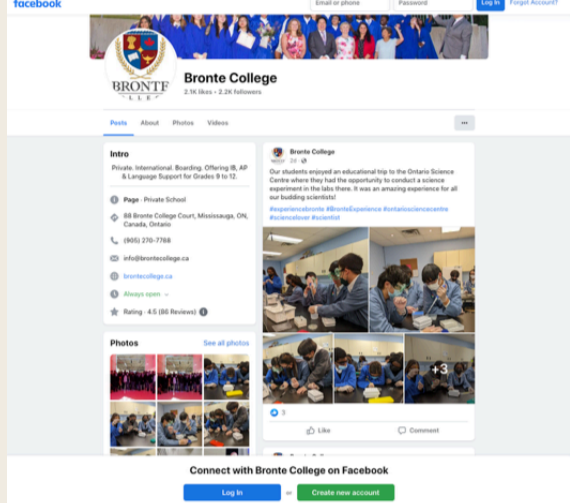 facebook
Email or phone
Password
Log In
Forgot Account?
BRONTE
Bronte College
2.1K likes • 2.2K followers
Posts
About
Photos
Videos
Intro
Private. International. Boarding. Offering IB, AP
& Language Support for Grades 9 to 12.
Page · Private School
88 Bronte College Court, Mississauga, ON,
Canada, Ontario
(905) 270-7788
info@brontecollege.ca
brontecollege.ca
Always open
Rating · 4.5 (86 Reviews)
Photos
See all photos
Bronte College
2d
Our students enjoyed an educational trip to the Ontario Science
Centre where they had the opportunity to conduct a science
experiment in the labs there. It was an amazing experience for all
our budding scientists!
#experiencebronte #BronteExperience #ontariosciencecentre
#sciencelover #scientist
+3
3
Like
Comment
Connect with Bronte College on Facebook
Log In
or
Create new account